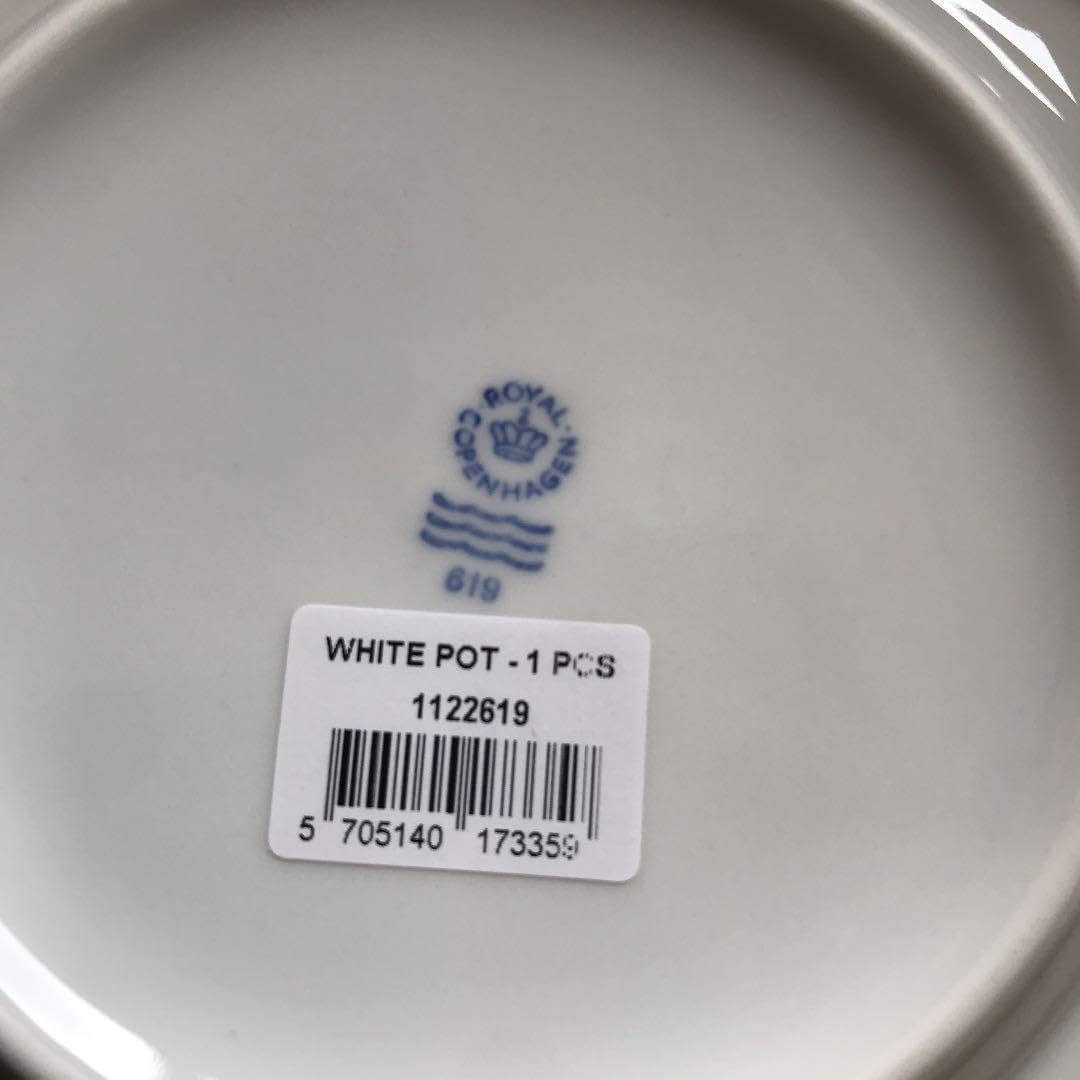 ROYAL
COPENHAGEN
619
WHITE POT - 1 PCS
1122619
5 705140 173359